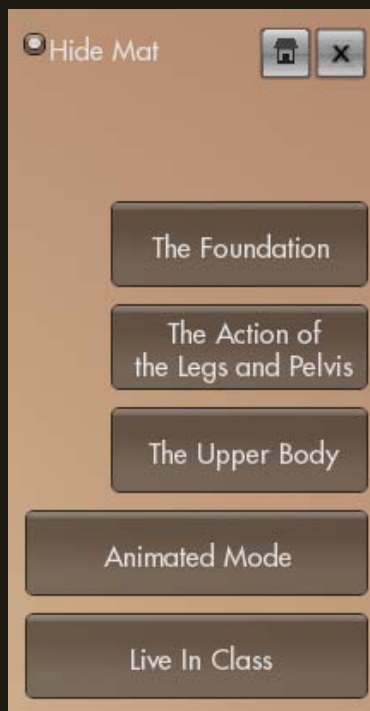 Hide Mat
The Foundation
The Action of
the Legs and Pelvis
The Upper Body
Animated Mode
Live In Class